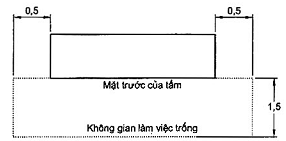 0,5 0,5
Mặt trước của tấm
1,5
Không gian làm việc trống